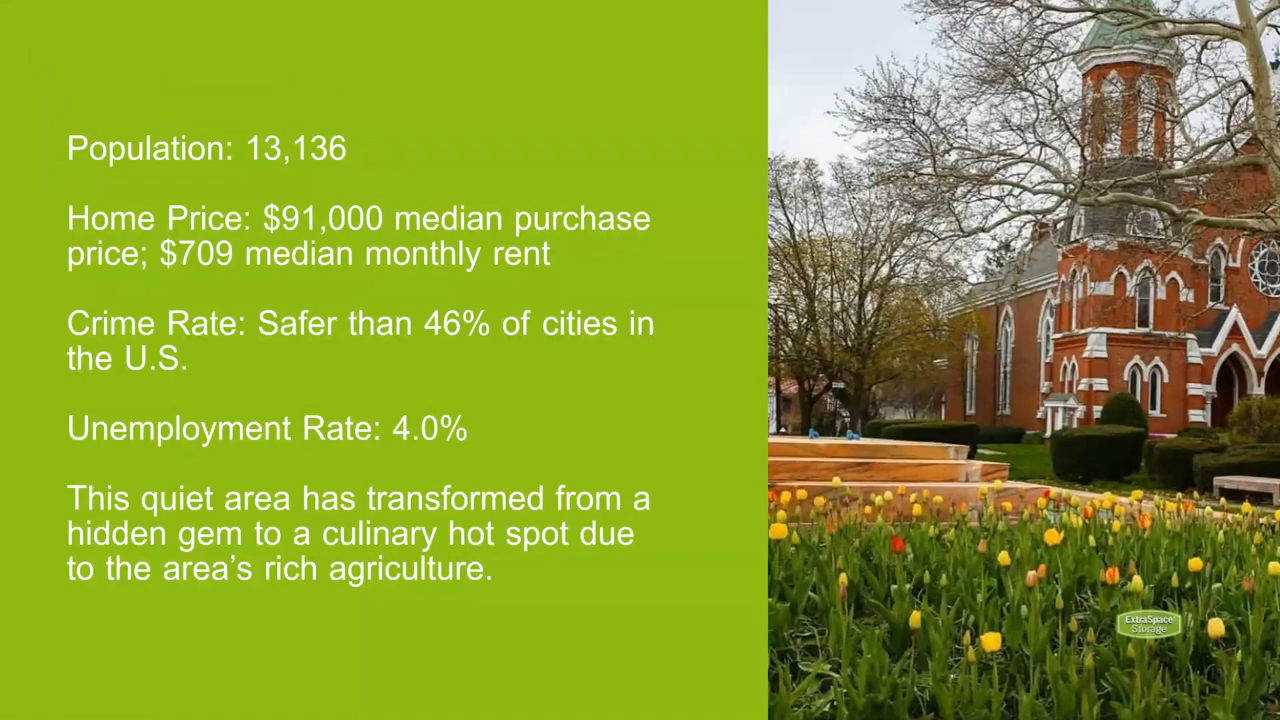 Population: 13,136
Home Price: $91,000 median purchase
price; $709 median monthly rent
Crime Rate: Safer than 46% of cities in
the U.S.
Unemployment Rate: 4.0%
This quiet area has transformed from a
hidden gem to a culinary hot spot due
to the area’s rich agriculture.
ExtraSpace
Storage